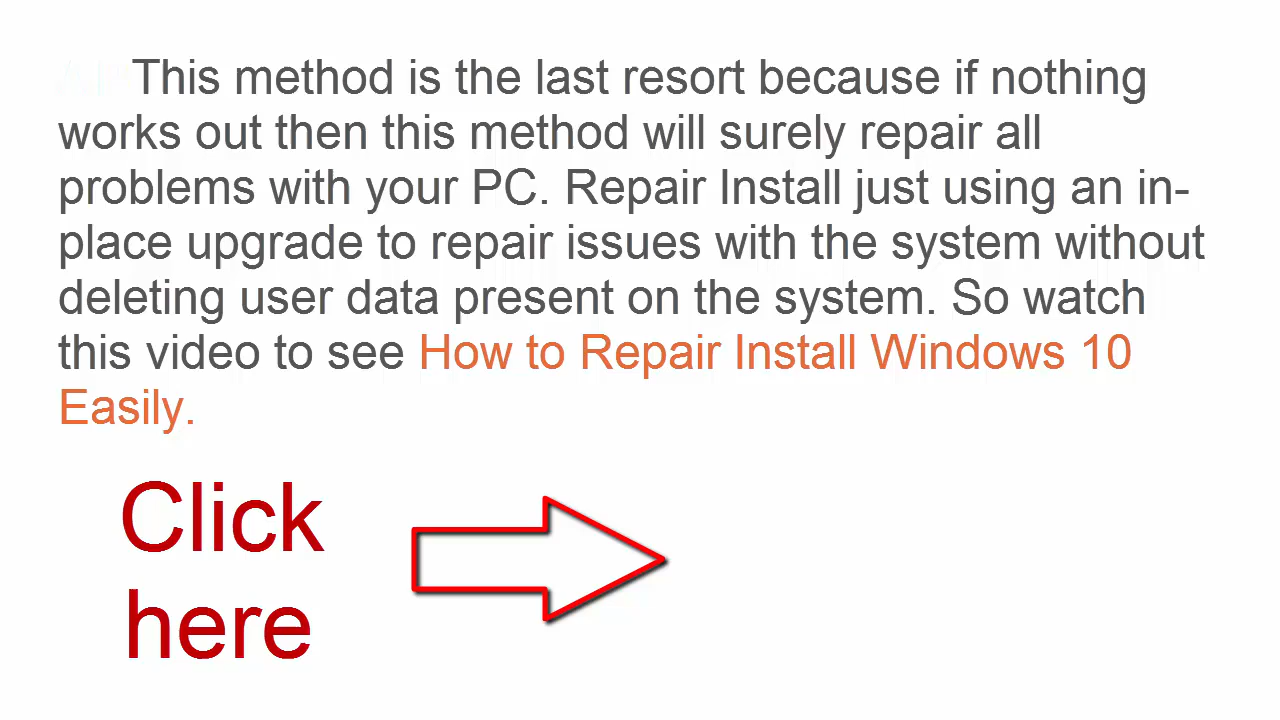 This method is the last resort because if nothing
works out then this method will surely repair all
problems with your PC. Repair Install just using an in-
place upgrade to repair issues with the system without
deleting user data present on the system. So watch
this video to see How to Repair Install Windows 10
Easily.
Click
here